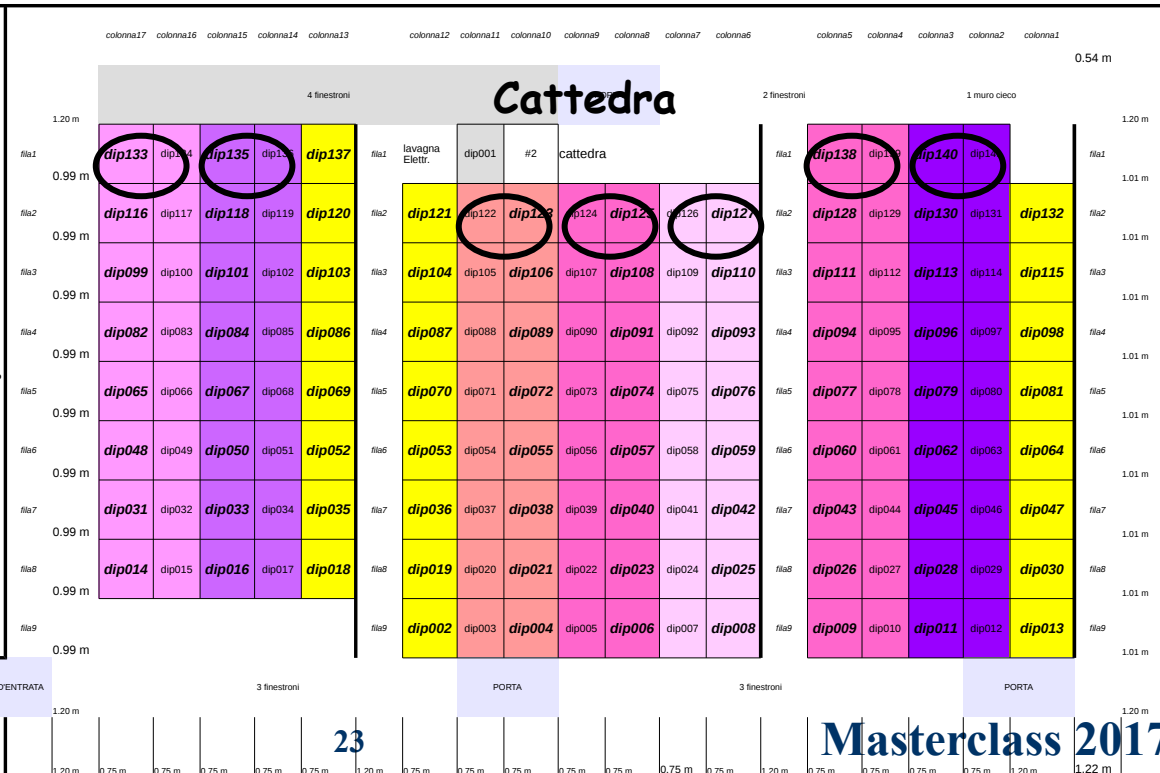 colonna17 colonna16 colonna15 colonna14 colonna13 colonna12 colonna11 colonna10 colonna9 colonna8 colonna7 colonna6 colonna5 colonna4 colonna3 colonna2 colonna1
0.54 m
4 finestroni Cattedra 2 finestroni 1 muro cieco
1.20 m 1.20 m
fila1 dip133 dip134 dip135 dip136 dip137 fila1 lavagna Elettr. dip001 #2 cattedra fila1 dip138 dip139 dip140 dip141 fila1
0.99 m 1.01 m
fila2 dip116 dip117 dip118 dip119 dip120 fila2 dip121 dip122 dip123 dip124 dip125 dip126 dip127 fila2 dip128 dip129 dip130 dip131 dip132 fila2
0.99 m 1.01 m
fila3 dip099 dip100 dip101 dip102 dip103 fila3 dip104 dip105 dip106 dip107 dip108 dip109 dip110 fila3 dip111 dip112 dip113 dip114 dip115 fila3
0.99 m 1.01 m
fila4 dip082 dip083 dip084 dip085 dip086 fila4 dip087 dip088 dip089 dip090 dip091 dip092 dip093 fila4 dip094 dip095 dip096 dip097 dip098 fila4
0.99 m 1.01 m
fila5 dip065 dip066 dip067 dip068 dip069 fila5 dip070 dip071 dip072 dip073 dip074 dip075 dip076 fila5 dip077 dip078 dip079 dip080 dip081 fila5
0.99 m 1.01 m
fila6 dip048 dip049 dip050 dip051 dip052 fila6 dip053 dip054 dip055 dip056 dip057 dip058 dip059 fila6 dip060 dip061 dip062 dip063 dip064 fila6
0.99 m 1.01 m
fila7 dip031 dip032 dip033 dip034 dip035 fila7 dip036 dip037 dip038 dip039 dip040 dip041 dip042 fila7 dip043 dip044 dip045 dip046 dip047 fila7
0.99 m 1.01 m
fila8 dip014 dip015 dip016 dip017 dip018 fila8 dip019 dip020 dip021 dip022 dip023 dip024 dip025 fila8 dip026 dip027 dip028 dip029 dip030 fila8
0.99 m 1.01 m
fila9 fila9 dip002 dip003 dip004 dip005 dip006 dip007 dip008 fila9 dip009 dip010 dip011 dip012 dip013 fila9
0.99 m 1.01 m
D'ENTRATA 3 finestroni PORTA 3 finestroni PORTA
1.20 m 1.20 m
23 Masterclass 2017
1.20 m 0.75 m 0.75 m 0.75 m 0.75 m 1.20 m 1.20 m 0.75 m 0.75 m 0.75 m 0.75 m 0.75 m 0.75 m 1.20 m 0.75 m 0.75 m 0.75 m 0.75 m 1.20 m 1.22 m